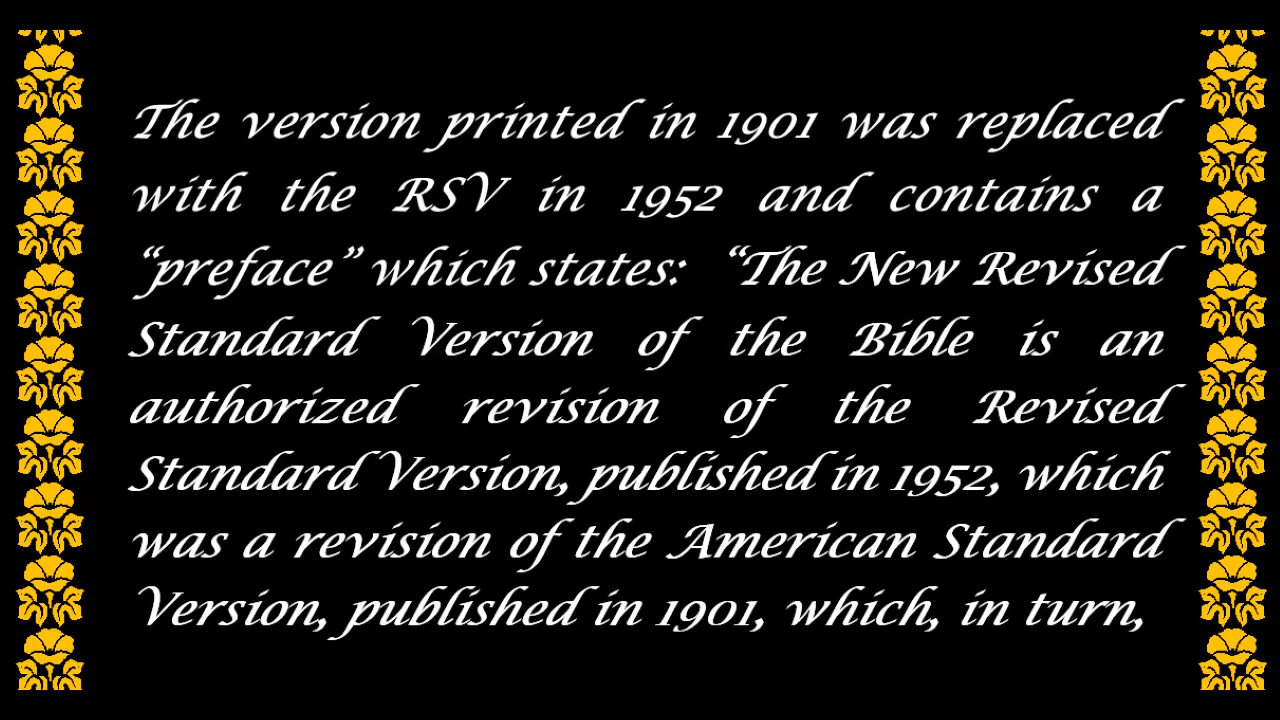 The version printed in 1901 was replaced
with the RSV in 1952 and contains a
“preface” which states: “The New Revised
Standard Version of the Bible is an
authorized revision of the Revised
Standard Version, published in 1952, which
was a revision of the American Standard
Version, published in 1901, which, in turn,